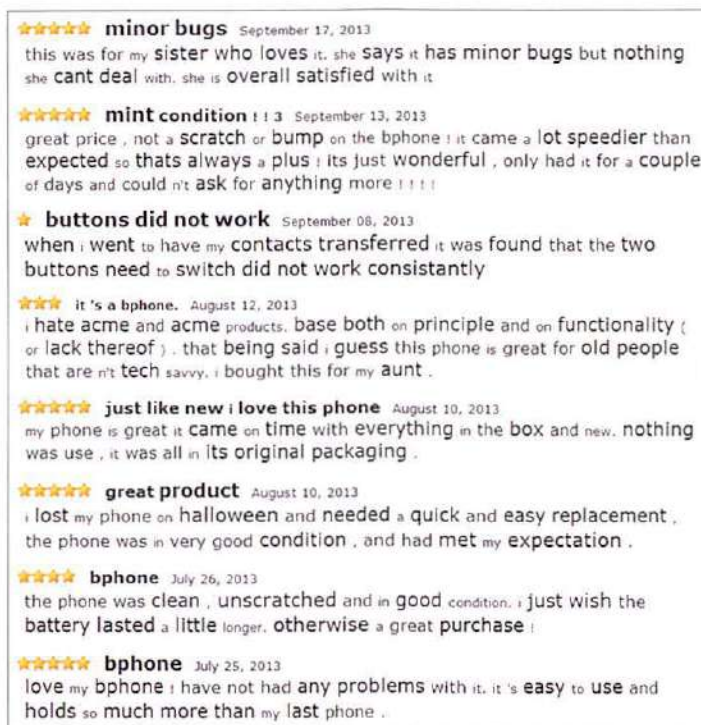 minor bugs September 17, 2013
this was for my sister who loves it. she says it has minor bugs but nothing
she cant deal with. she is overall satisfied with it
mint condition ! ! 3 September 13, 2013
great price , not a scratch or bump on the bphone ! it came a lot speedier than
expected so thats always a plus ! its just wonderful , only had it for a couple
of days and could n't ask for anything more ! ! ! !
buttons did not work September 08, 2013
when i went to have my contacts transferred it was found that the two
buttons need to switch did not work consistantly
it 's a bphone. August 12, 2013
i hate acme and acme products. base both on principle and on functionality (
or lack thereof ) . that being said i guess this phone is great for old people
that are n't tech savvy. i bought this for my aunt .
just like new i love this phone August 10, 2013
my phone is great it came on time with everything in the box and new. nothing
was use , it was all in its original packaging .
great product August 10, 2013
i lost my phone on halloween and needed a quick and easy replacement ,
the phone was in very good condition , and had met my expectation .
bphone July 26, 2013
the phone was clean , unscratched and in good condition. i just wish the
battery lasted a little longer. otherwise a great purchase !
bphone July 25, 2013
love my bphone ! have not had any problems with it. it 's easy to use and
holds so much more than my last phone .